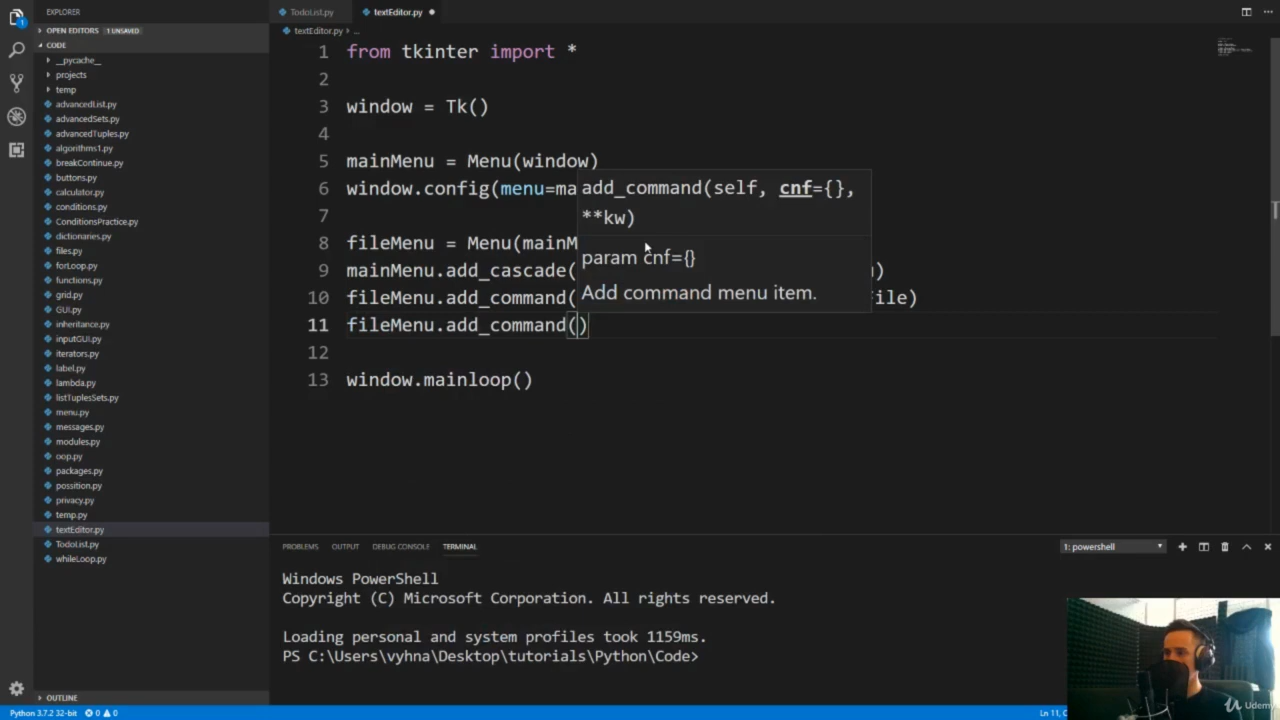 EXPLORER
OPEN EDITORS 1 UNSAVED
CODE
__pycache__
projects
temp
advancedList.py
advancedSets.py
advancedTuples.py
algorithms1.py
breakContinue.py
buttons.py
calculator.py
conditions.py
ConditionsPractice.py
dictionaries.py
files.py
forLoop.py
functions.py
grid.py
GUI.py
inheritance.py
inputGUI.py
iterators.py
label.py
lambda.py
listTuplesSets.py
menu.py
messages.py
modules.py
oop.py
packages.py
possition.py
privacy.py
temp.py
textEditor.py
TodoList.py
whileLoop.py
OUTLINE
TodoList.py textEditor.py
textEditor.py > ...
1 from tkinter import *
2
3 window = Tk()
4
5 mainMenu = Menu(window)
6 window.config(menu=ma
7
8 fileMenu = Menu(mainM
9 mainMenu.add_cascade( )
10 fileMenu.add_command( ile)
11 fileMenu.add_command()
12
13 window.mainloop()
add_command(self, cnf={},
**kw)
param cnf={}
Add command menu item.
PROBLEMS OUTPUT DEBUG CONSOLE TERMINAL 1: powershell
Windows PowerShell
Copyright (C) Microsoft Corporation. All rights reserved.
Loading personal and system profiles took 1159ms.
PS C:\Users\vyhna\Desktop\tutorials\Python\Code>
Python 3.7.2 32-bit 0 0 Ln 11, C
Udemy